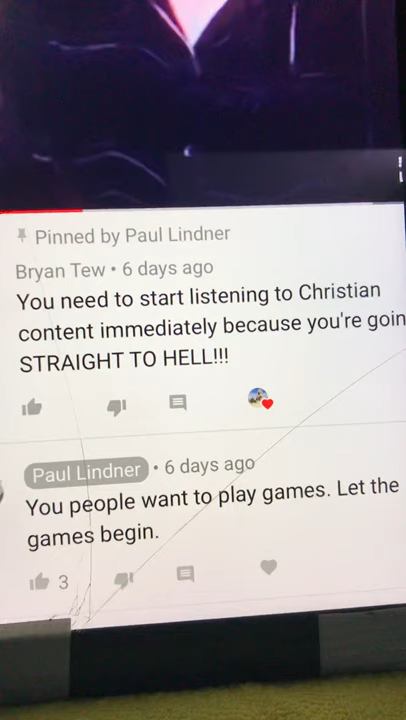 Pinned by Paul Lindner
Bryan Tew • 6 days ago
You need to start listening to Christian
content immediately because you're goin
STRAIGHT TO HELL!!!
Paul Lindner • 6 days ago
You people want to play games. Let the
games begin.
3